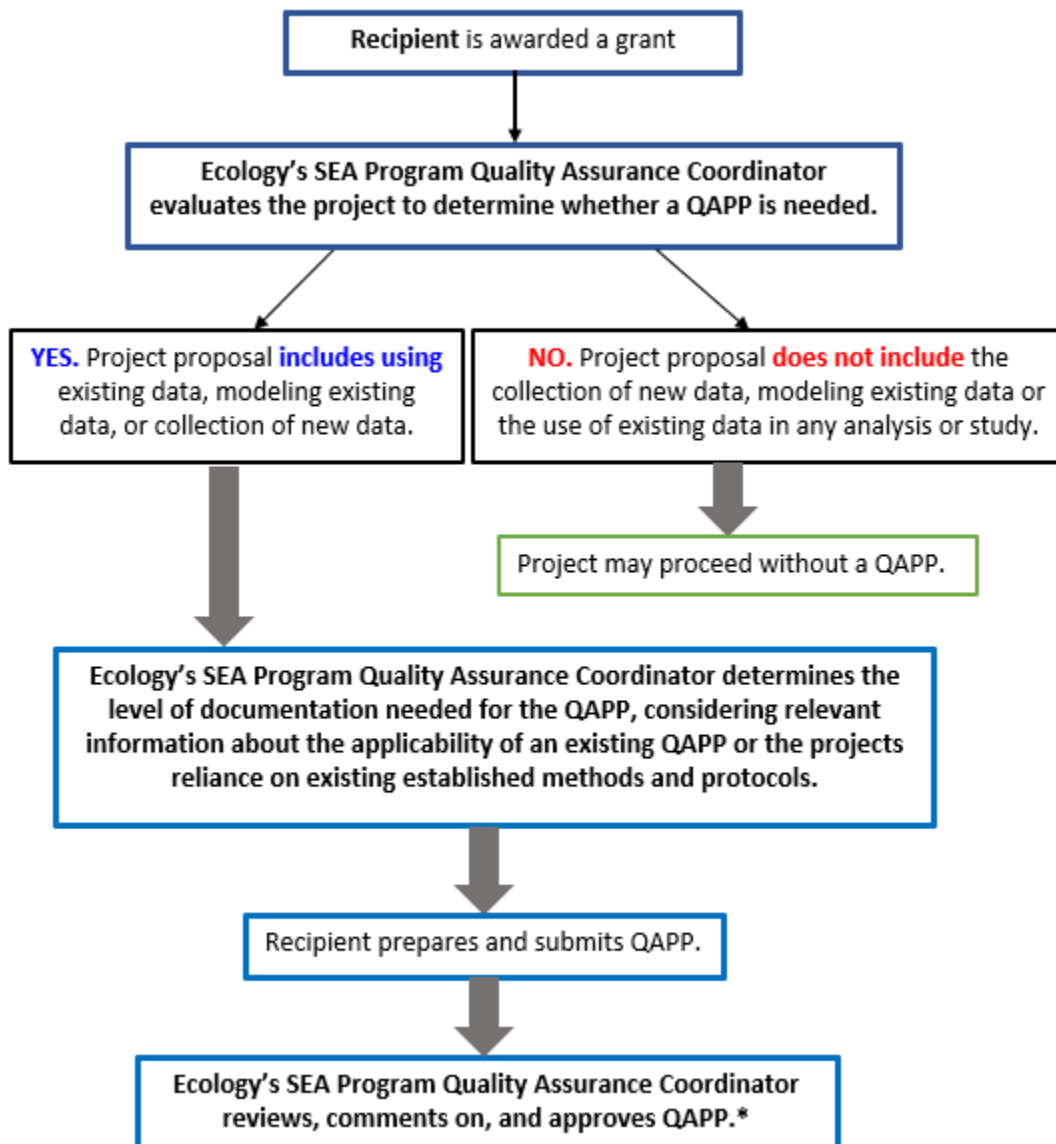 Recipient is awarded a grant
Ecology's SEA Program Quality Assurance Coordinator
evaluates the project to determine whether a QAPP is needed.
YES. Project proposal includes using
existing data, modeling existing
data, or collection of new data.
NO. Project proposal does not include the
collection of new data, modeling existing data or
the use of existing data in any analysis or study.
Project may proceed without a QAPP.
Ecology's SEA Program Quality Assurance Coordinator determines the
level of documentation needed for the QAPP, considering relevant
information about the applicability of an existing QAPP or the projects
reliance on existing established methods and protocols.
Recipient prepares and submits QAPP.
Ecology's SEA Program Quality Assurance Coordinator
reviews, comments on, and approves QAPP.*